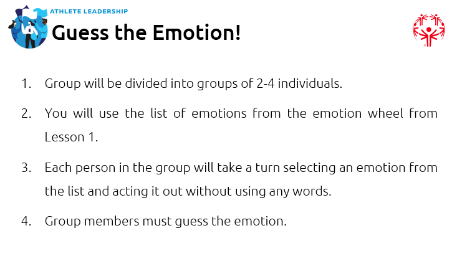 ATHLETE LEADERSHIP
Guess the Emotion!
1. Group will be divided into groups of 2-4 individuals.
2. You will use the list of emotions from the emotion wheel from
Lesson 1.
3. Each person in the group will take a turn selecting an emotion from
the list and acting it out without using any words.
4. Group members must guess the emotion.